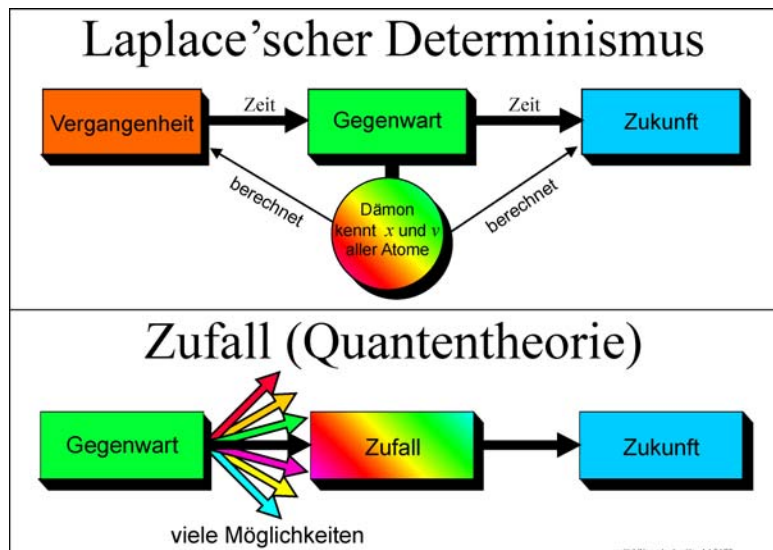 Laplace'scher Determinismus
Zeit
Zeit
Vergangenheit
Gegenwart
Zukunft
berechnet
berechnet
Dämon
kennt x und v
aller Atome
Zufall (Quantentheorie)
Gegenwart
Zufall
Zukunft
viele Möglichkeiten